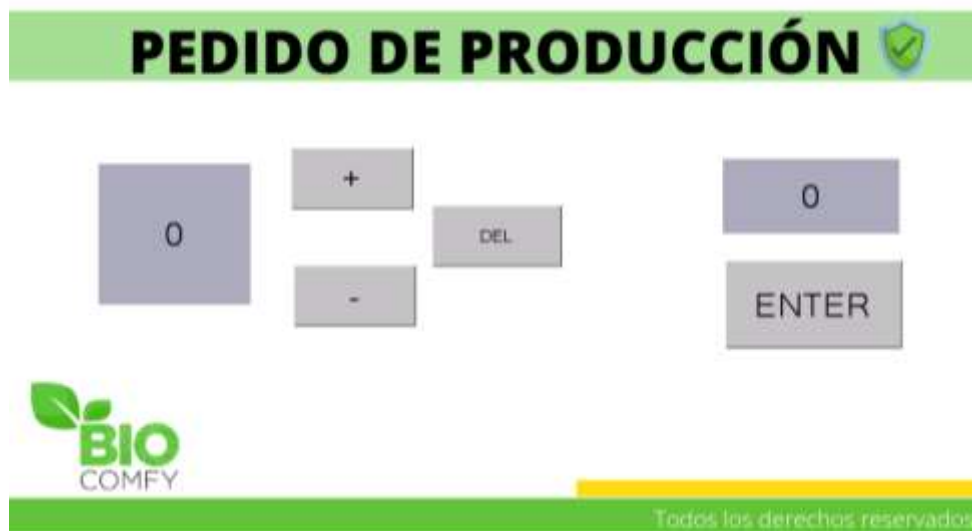 PEDIDO DE PRODUCCIÓN
0
+
-
DEL
0
ENTER
BIO
COMFY
Todos los derechos reservados